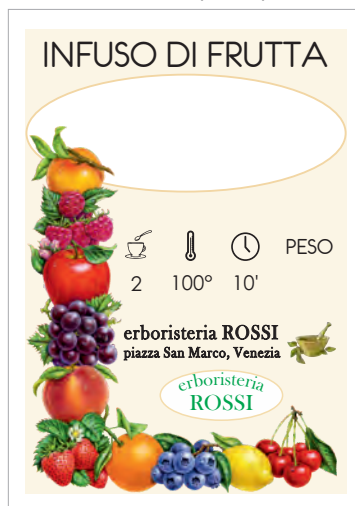 INFUSO DI FRUTTA
PESO
2 100° 10'
erboristeria ROSSI
piazza San Marco, Venezia
erboristeria
ROSSI